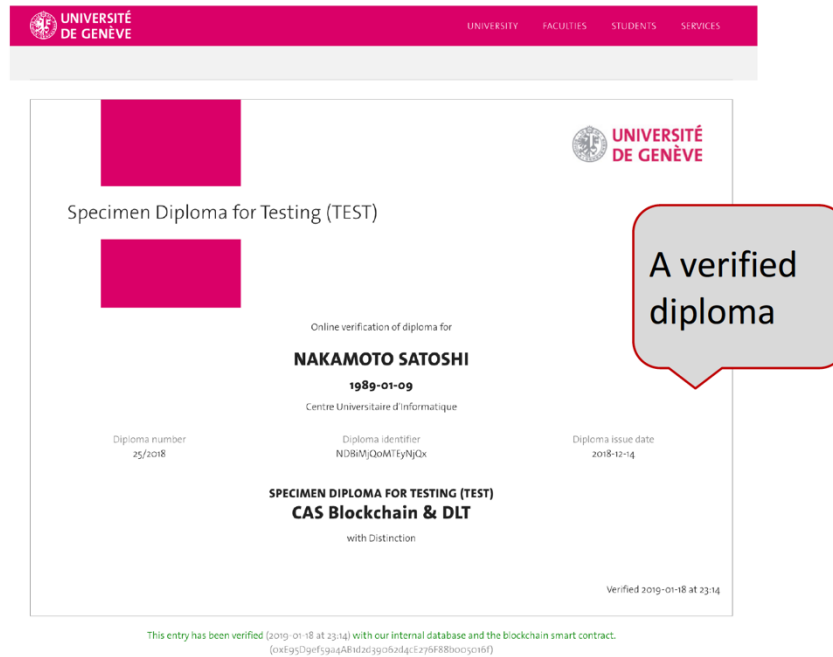 UNIVERSITÉ
DE GENÈVE
UNIVERSITY FACULTIES STUDENTS SERVICES
UNIVERSITÉ
DE GENÈVE
Specimen Diploma for Testing (TEST)
A verified
diploma
Online verification of diploma for
NAKAMOTO SATOSHI
1989-01-09
Centre Universitaire d'Informatique
Diploma number Diploma identifier Diploma issue date
25/2018 NDBiMjQoMTEyNjQx 2018-12-14
SPECIMEN DIPLOMA FOR TESTING (TEST)
CAS Blockchain & DLT
with Distinction
Verified 2019-01-18 at 23:14
This entry has been verified (2019-01-18 at 23:14) with our internal database and the blockchain smart contract.
(0xE95D9ef59a4AB1d2d39062d4cE276F88b005016f)